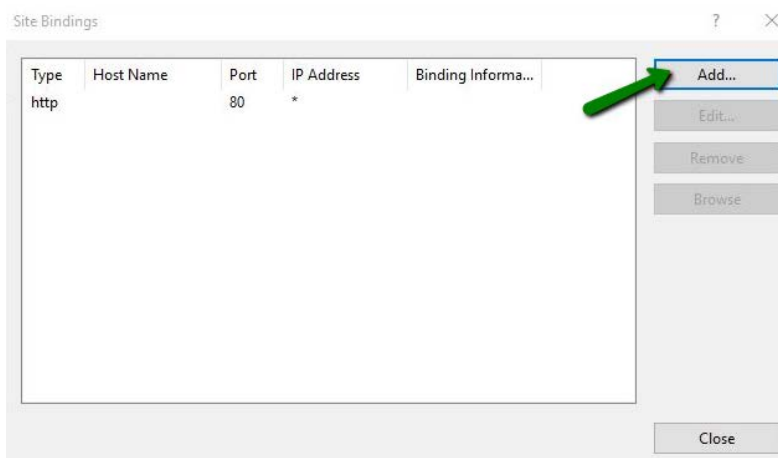 Site Bindings ?
Type Host Name Port IP Address Binding Informa...
http 80 *
Add...
Edit...
Remove
Browse
Close